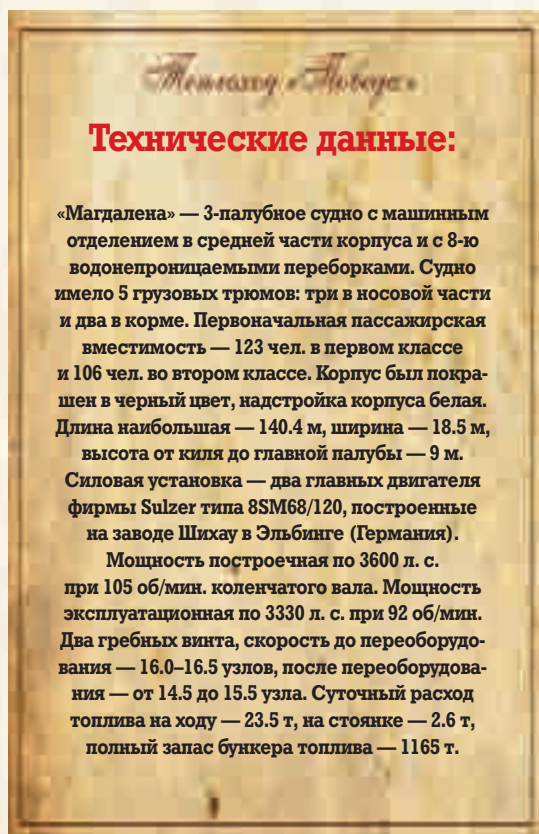 Теплоход «Победа»
Технические данные:
«Магдалена» — 3-палубное судно с машинным
отделением в средней части корпуса и с 8-ю
водонепроницаемыми переборками. Судно
имело 5 грузовых трюмов: три в носовой части
и два в корме. Первоначальная пассажирская
вместимость — 123 чел. в первом классе
и 106 чел. во втором классе. Корпус был покра-
шен в черный цвет, надстройка корпуса белая.
Длина наибольшая — 140.4 м, ширина — 18.5 м,
высота от киля до главной палубы — 9 м.
Силовая установка — два главных двигателя
фирмы Sulzer типа 8SM68/120, построенные
на заводе Шихау в Эльбинге (Германия).
Мощность построечная по 3600 л. с.
при 105 об/мин. коленчатого вала. Мощность
эксплуатационная по 3330 л. с. при 92 об/мин.
Два гребных винта, скорость до переоборудо-
вания — 16.0–16.5 узлов, после переоборудова-
ния — от 14.5 до 15.5 узла. Суточный расход
топлива на ходу — 23.5 т, на стоянке — 2.6 т,
полный запас бункера топлива — 1165 т.